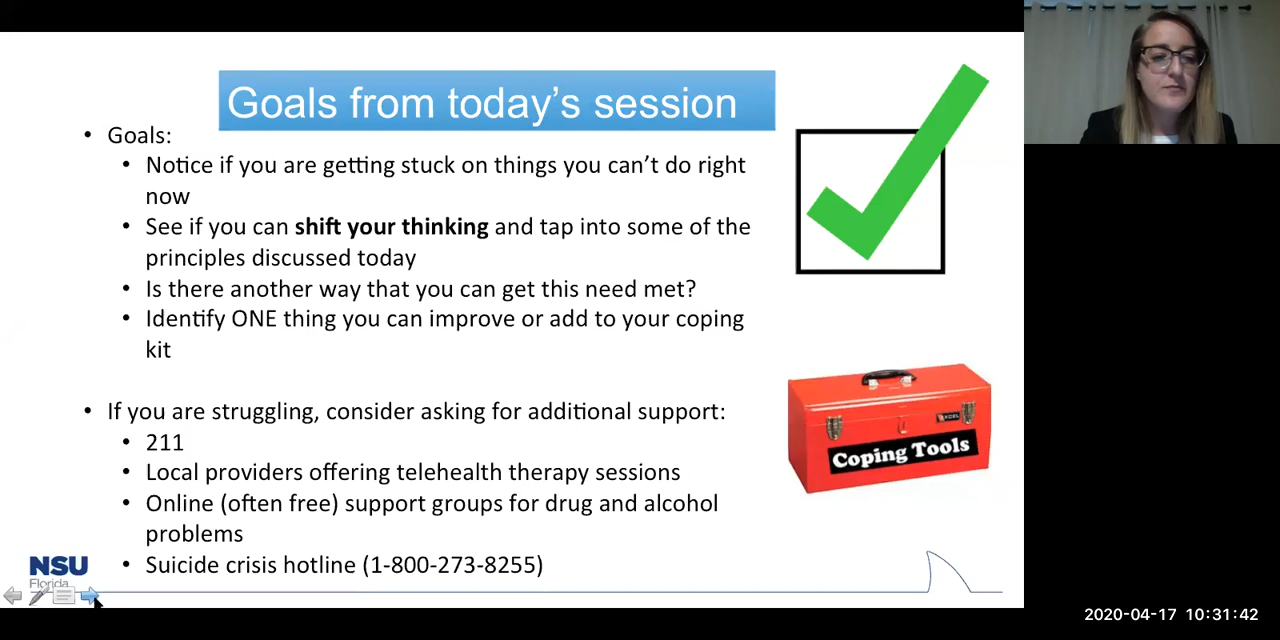 Goals from today's session
• Goals:
• Notice if you are getting stuck on things you can't do right
now
• See if you can shift your thinking and tap into some of the
principles discussed today
• Is there another way that you can get this need met?
• Identify ONE thing you can improve or add to your coping
kit
• If you are struggling, consider asking for additional support:
• 211
• Local providers offering telehealth therapy sessions
• Online (often free) support groups for drug and alcohol
problems
• Suicide crisis hotline (1-800-273-8255)
Coping Tools
NSU
Florida
2020-04-17 10:31:42